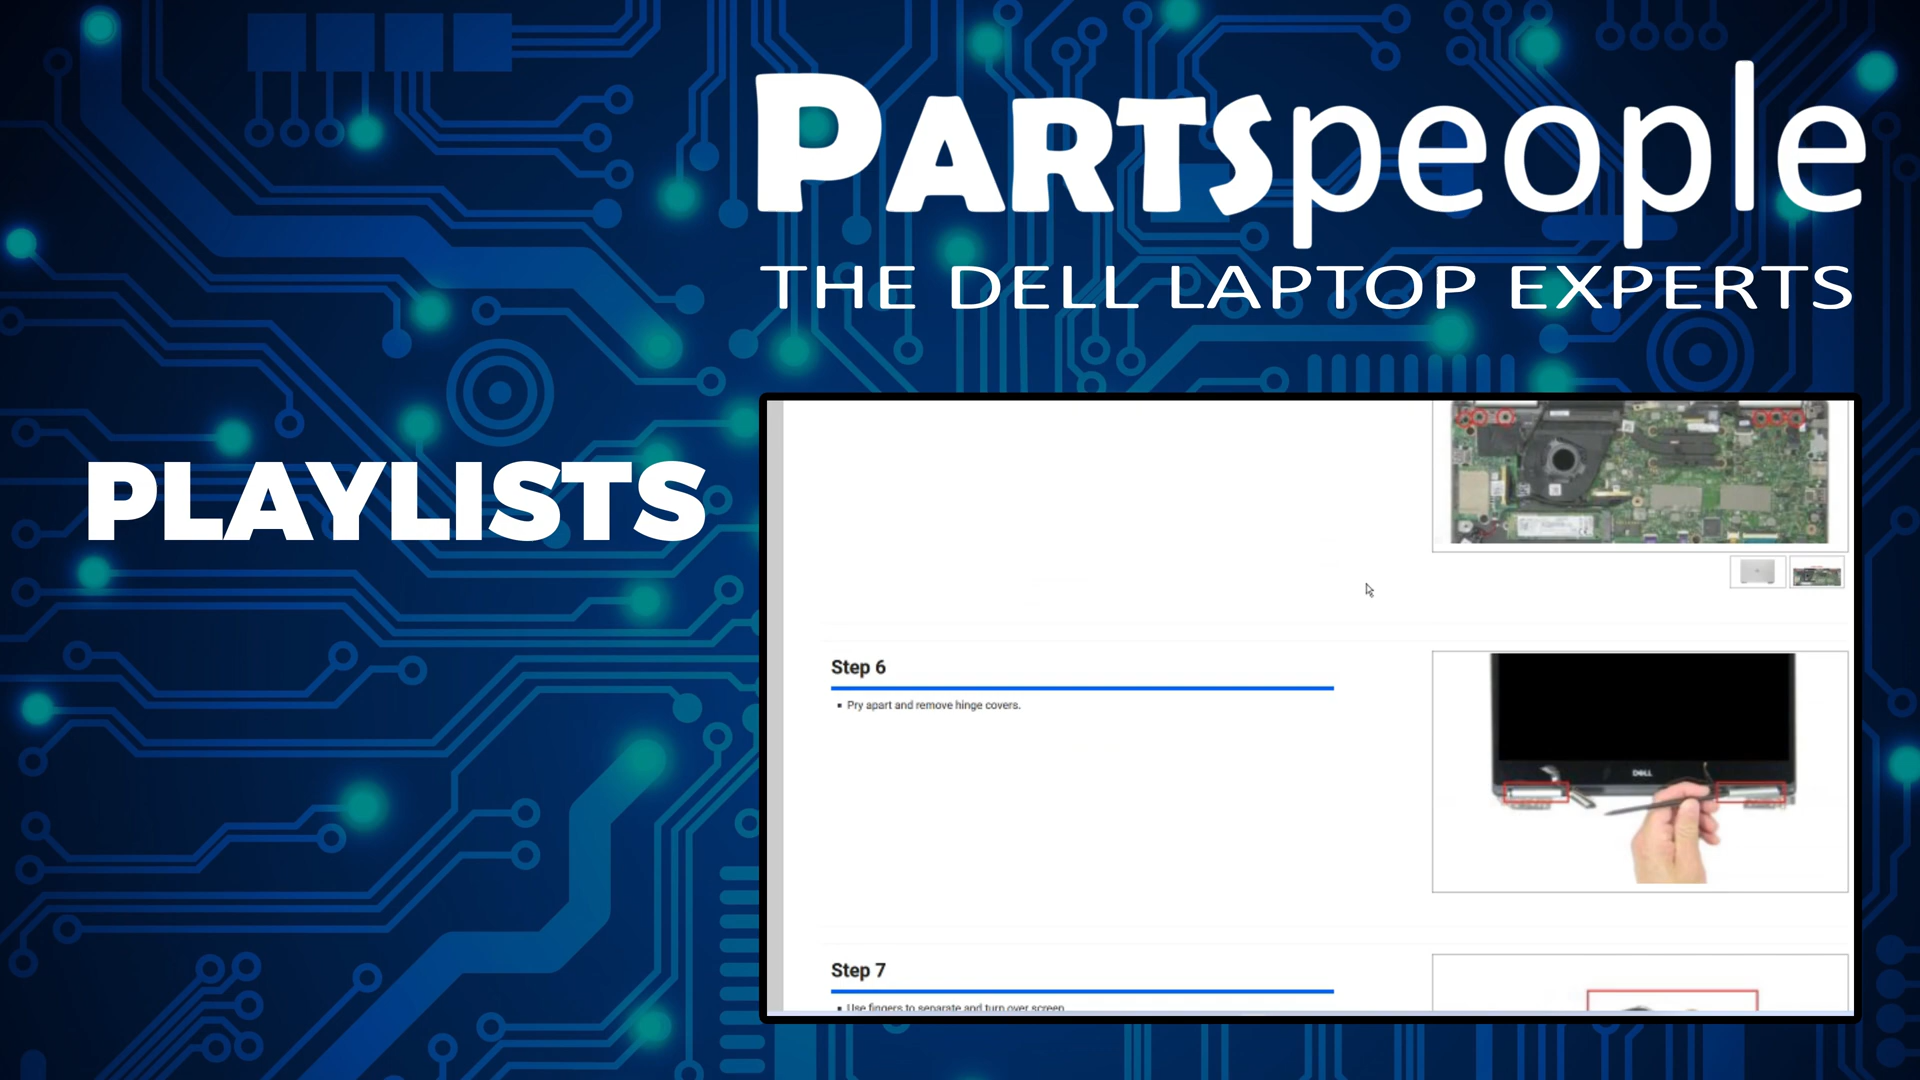 PARTSpeople
THE DELL LAPTOP EXPERTS
PLAYLISTS
Step 6
▪ Pry apart and remove hinge covers.
DELL
Step 7
▪ Use fingers to separate and turn over screen